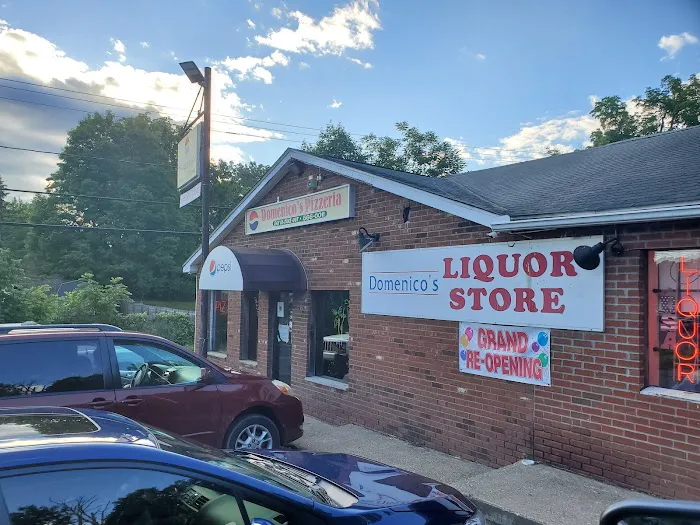 Domenico's Pizzeria
pepsi
Domenico's
LIQUOR
STORE
GRAND
RE-OPENING
LIQUOR